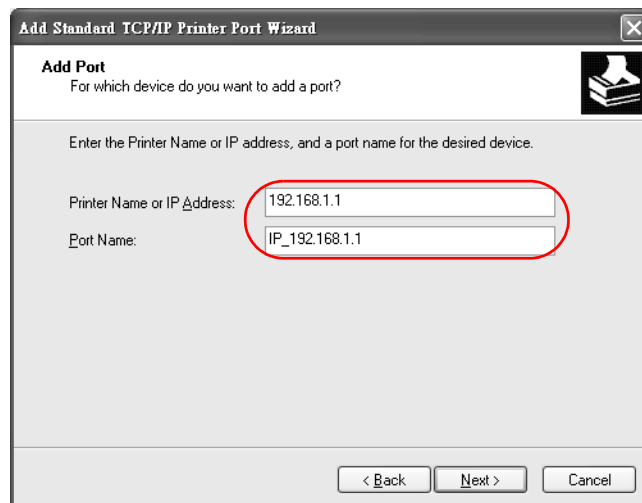 Add Standard TCP/IP Printer Port Wizard
Add Port
For which device do you want to add a port?
Enter the Printer Name or IP address, and a port name for the desired device.
Printer Name or IP Address: 192.168.1.1
Port Name: IP_192.168.1.1
< Back Next > Cancel